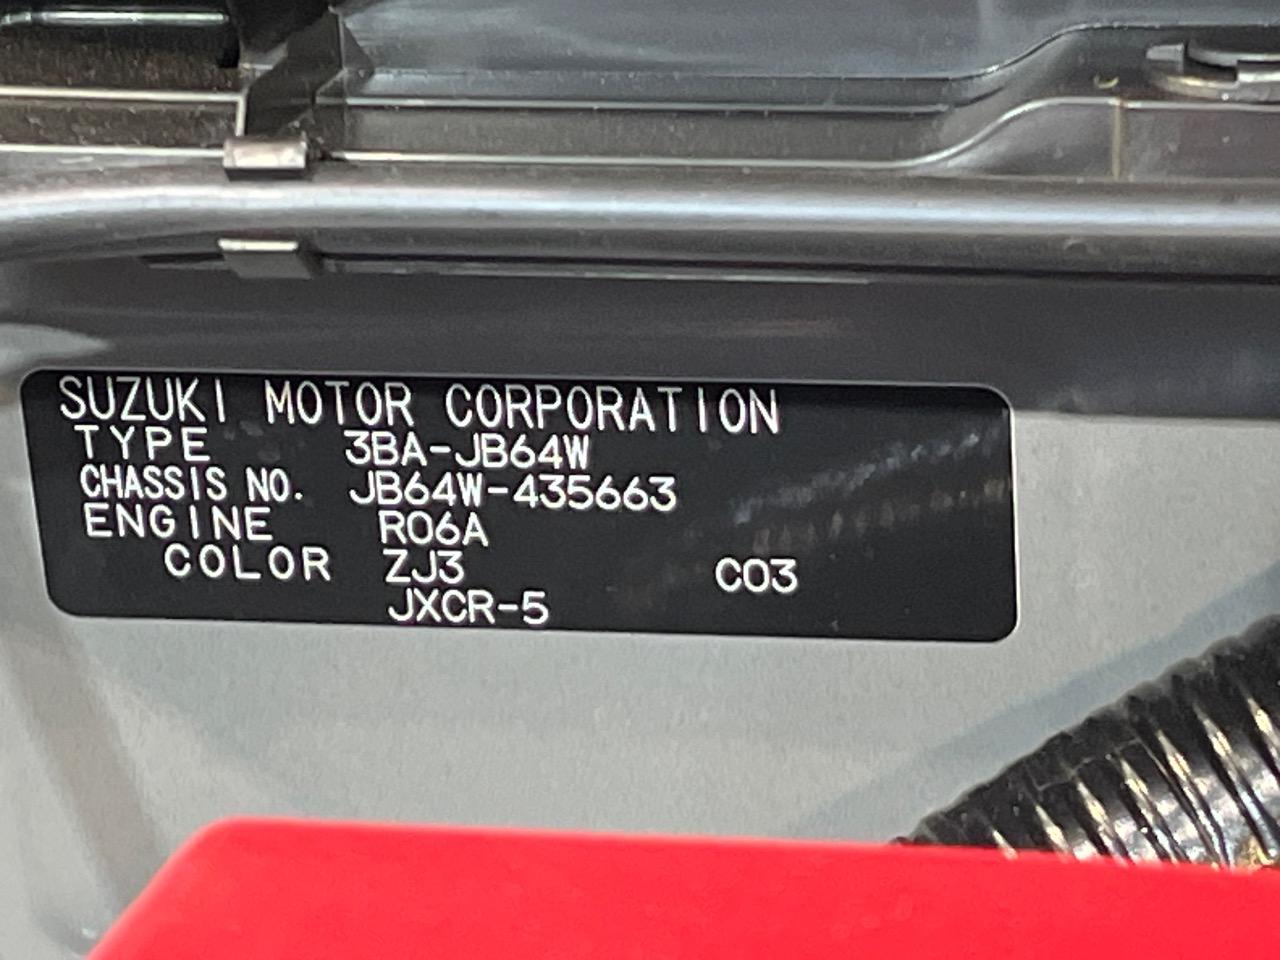 SUZUKI MOTOR CORPORATION
TYPE 3BA-JB64W
CHASSIS NO. JB64W-435663
ENGINE R06A
COLOR ZJ3 C03
JXCR-5